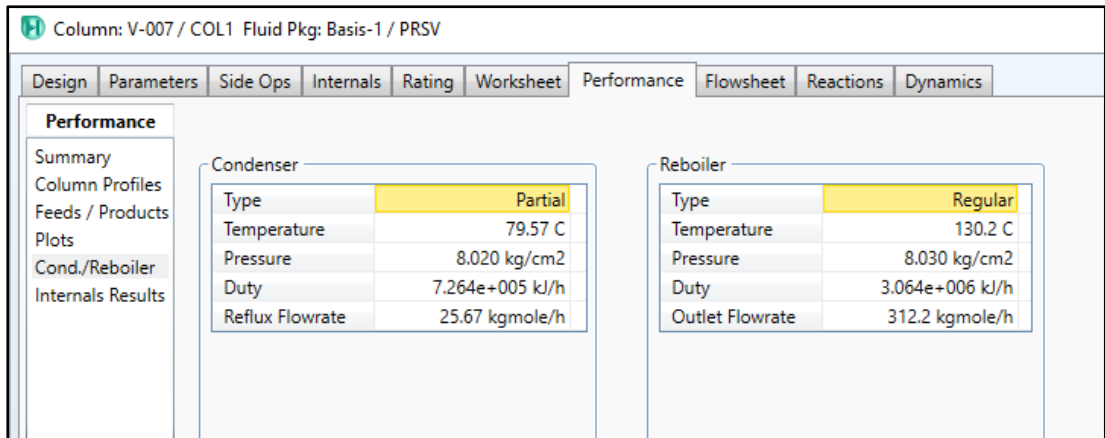 Column: V-007 / COL1 Fluid Pkg: Basis-1 / PRSV
Design Parameters Side Ops Internals Rating Worksheet Performance Flowsheet Reactions Dynamics
Performance
Summary
Column Profiles
Feeds / Products
Plots
Cond./Reboiler
Internals Results
Condenser
Type Partial
Temperature 79.57 C
Pressure 8.020 kg/cm2
Duty 7.264e+005 kJ/h
Reflux Flowrate 25.67 kgmole/h
Reboiler
Type Regular
Temperature 130.2 C
Pressure 8.030 kg/cm2
Duty 3.064e+006 kJ/h
Outlet Flowrate 312.2 kgmole/h